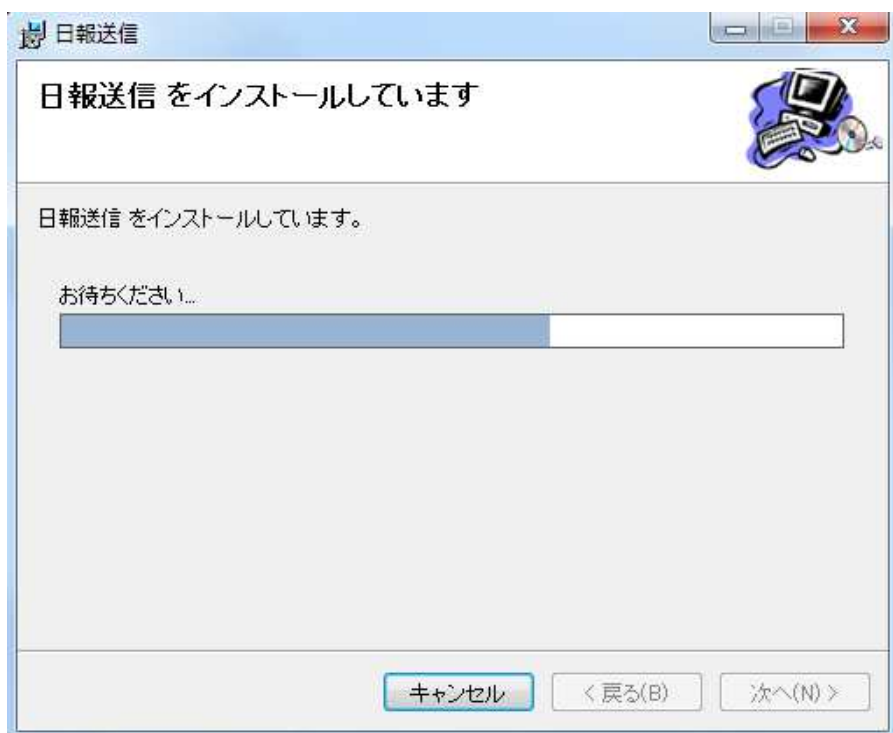 日報送信
日報送信 をインストールしています
日報送信 をインストールしています。
お待ちください...
キャンセル
< 戻る(B)
次へ(N) >